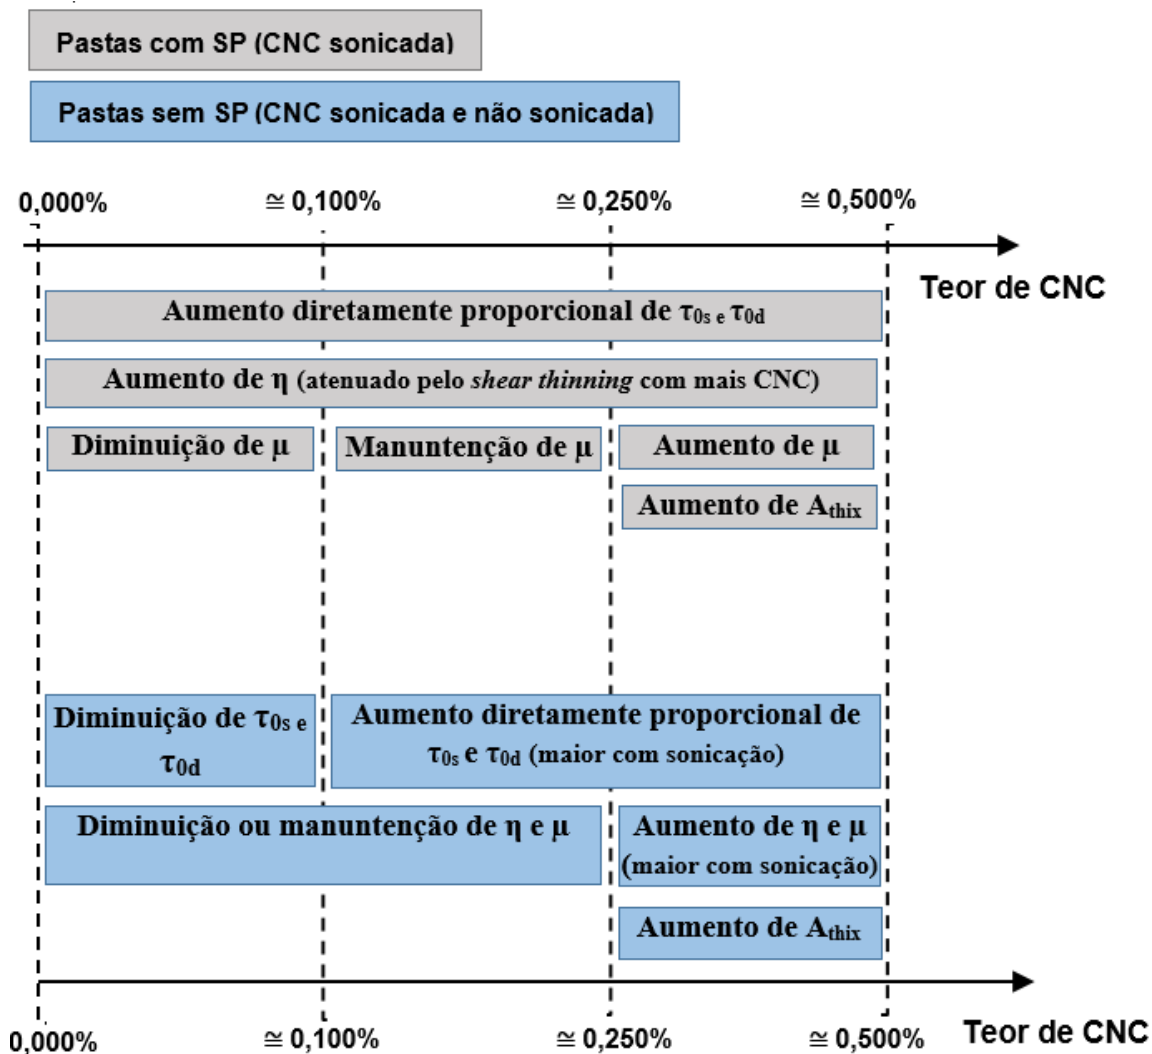 Pastas com SP (CNC sonicada)
Pastas sem SP (CNC sonicada e não sonicada)
0,000% ≅ 0,100% ≅ 0,250% ≅ 0,500%
Teor de CNC
Aumento diretamente proporcional de τ0s e τ0d
Aumento de η (atenuado pelo shear thinning com mais CNC)
Diminuição de μ Manuntenção de μ Aumento de μ
Aumento de Athix
Diminuição de τ0s e
τ0d
Aumento diretamente proporcional de
τ0s e τ0d (maior com sonicação)
Diminuição ou manuntenção de η e μ
Aumento de η e μ
(maior com sonicação)
Aumento de Athix
0,000% ≅ 0,100% ≅ 0,250% ≅ 0,500%
Teor de CNC